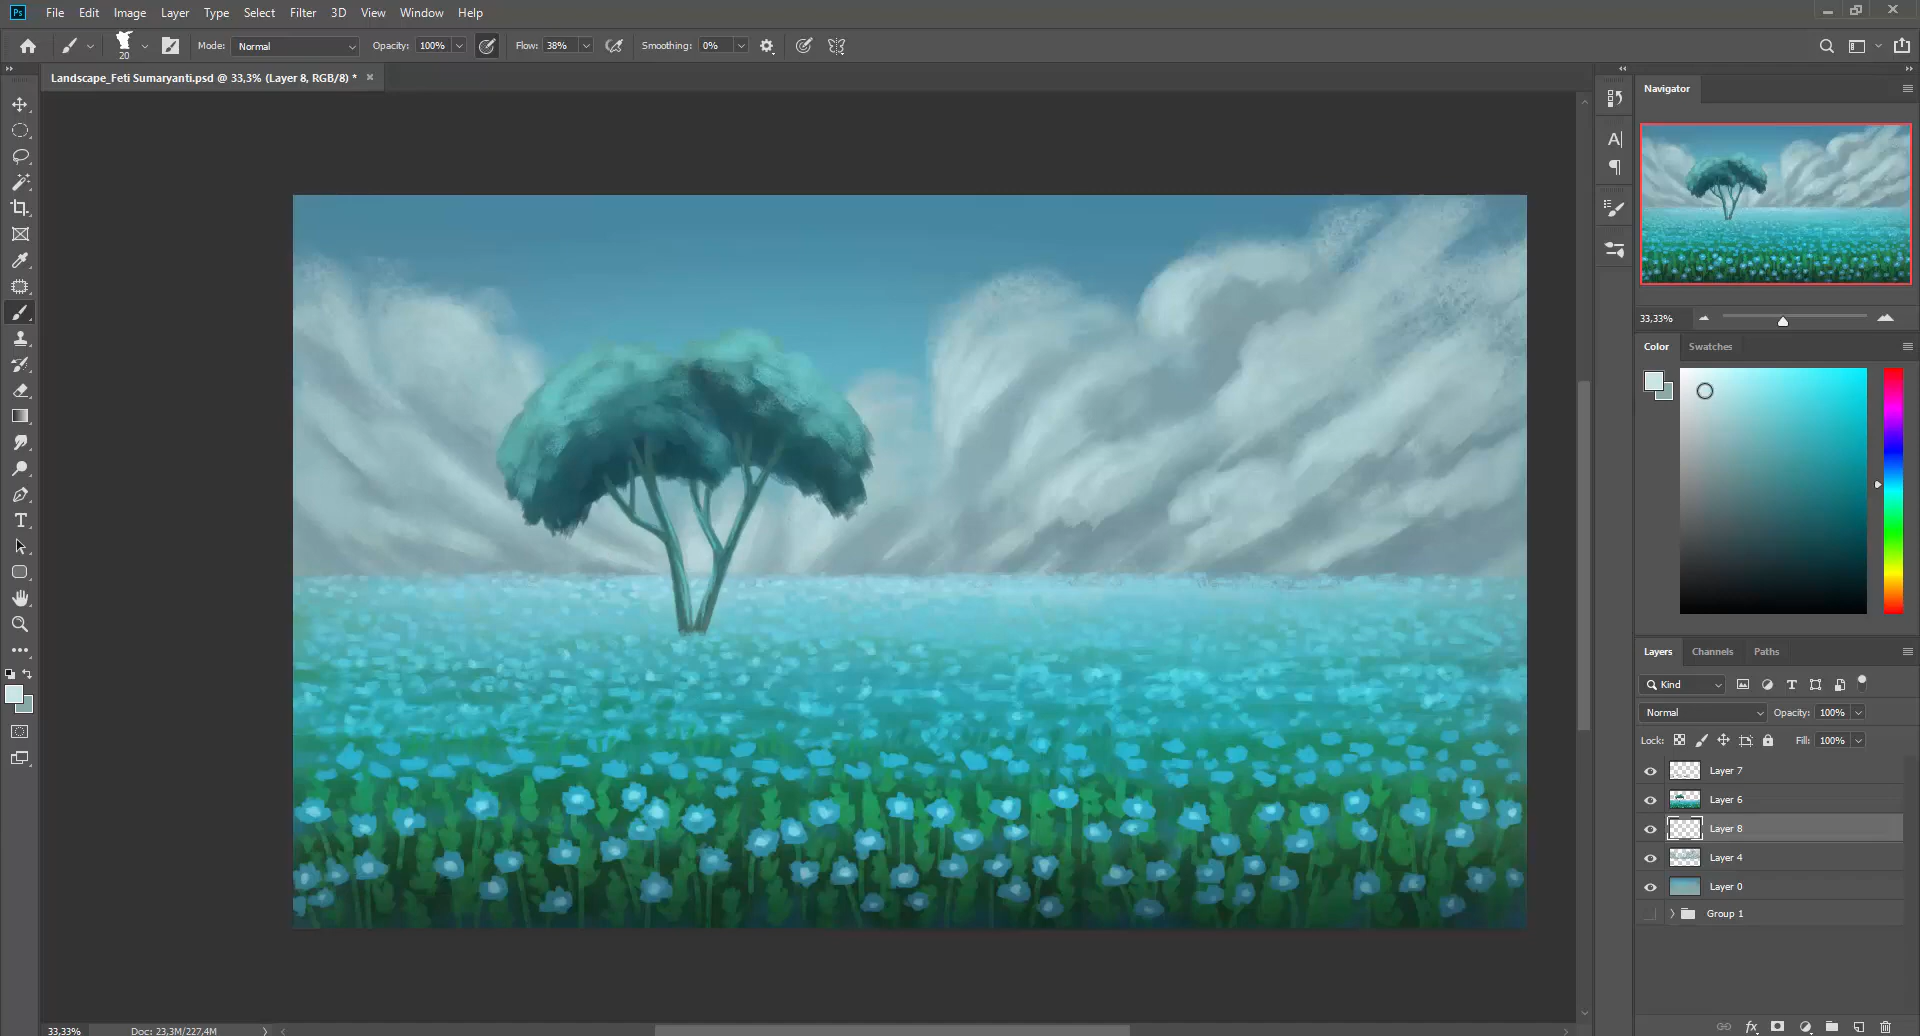 Ps File Edit Image Layer Type Select Filter 3D View Window Help
20 Mode: Normal Opacity: 100% Flow: 38% Smoothing: 0%
Landscape_Feti Sumaryanti.psd @ 33,3% (Layer 8, RGB/8) * ×
Navigator
33,33%
Color Swatches
Layers Channels Paths
Kind
Normal Opacity: 100%
Lock: Fill: 100%
Layer 7
Layer 6
Layer 8
Layer 4
Layer 0
Group 1
33,33% Doc: 23,3M/227,4M